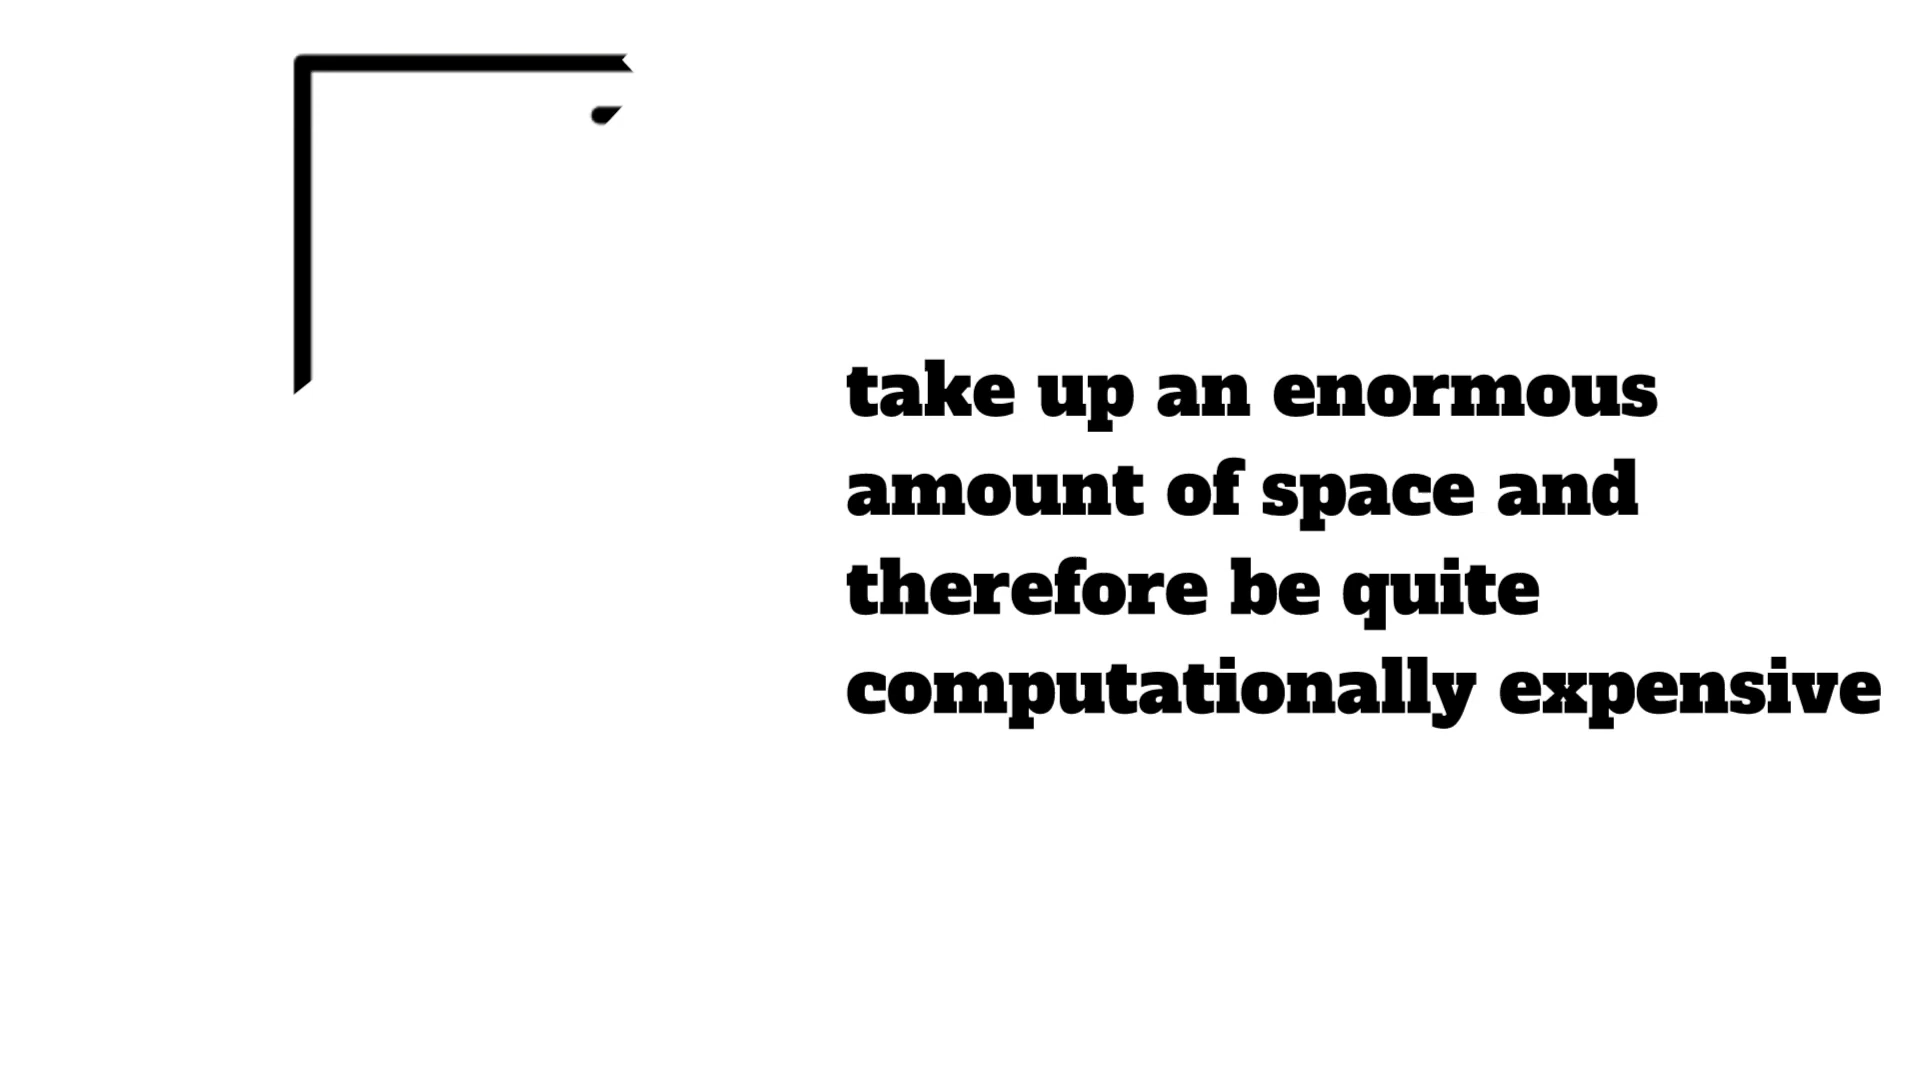 take up an enormous
amount of space and
therefore be quite
computationally expensive